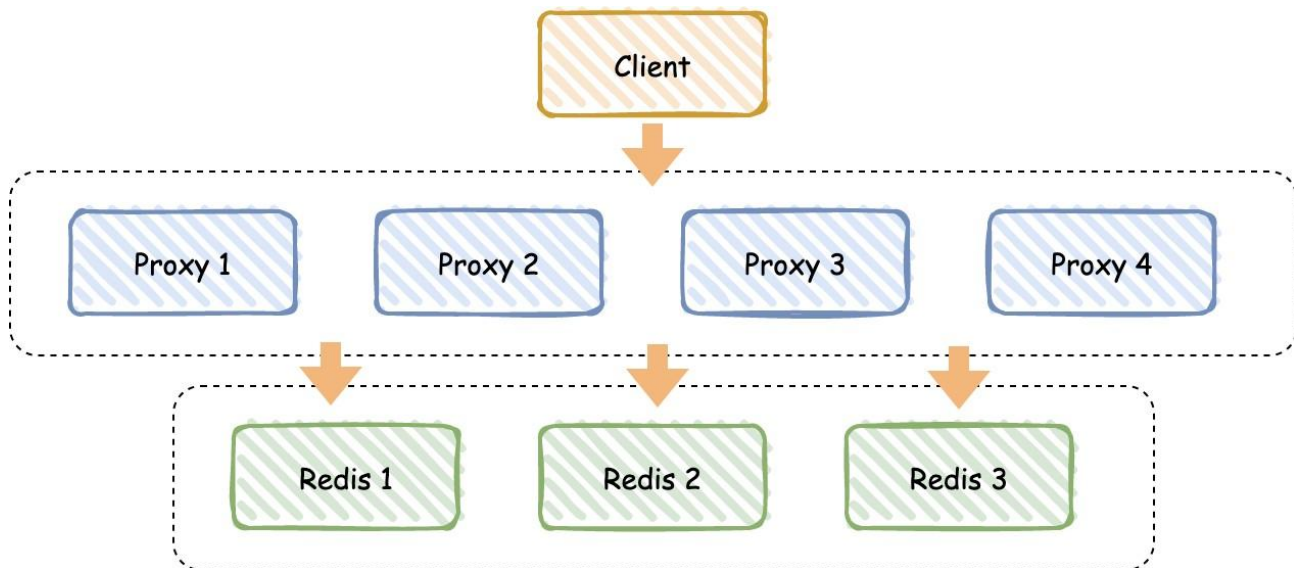 Client
Proxy 1
Proxy 2
Proxy 3
Proxy 4
Redis 1
Redis 2
Redis 3